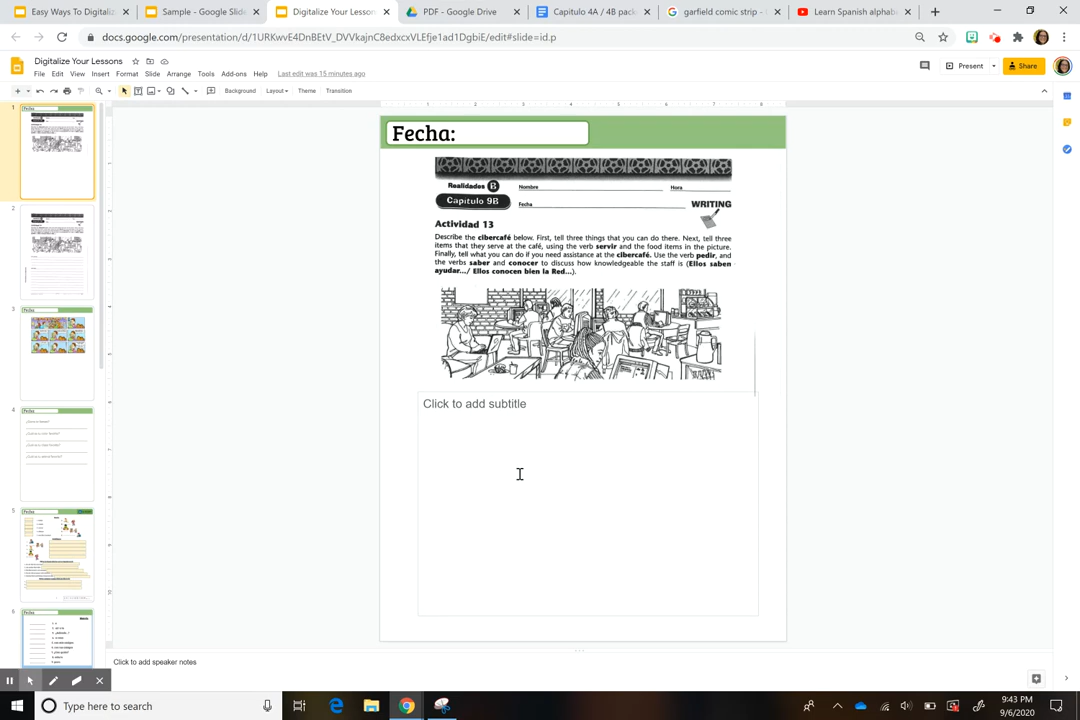 Easy Ways To Digitaliz
Sample - Google Slid
Digitalize Your Lesson
PDF - Google Drive
Capitulo 4A / 4B pack
garfield comic strip -
Learn Spanish alphab
docs.google.com/presentation/d/1URKwvE4DnBEtV_DVVkajnC8edxcxVLEfje1ad1DgbiE/edit#slide=id.p
Digitalize Your Lessons
File Edit View Insert Format Slide Arrange Tools Add-ons Help Last edit was 15 minutes ago
Present
Share
Background Layout Theme Transition
Fecha:
Realidades B
Nombre
Hora
Capítulo 9B
Fecha
WRITING
Actividad 13
Describe the cibercafé below. First, tell three things that you can do there. Next, tell three
items that they serve at the café, using the verb servir and the food items in the picture.
Finally, tell what you can do if you need assistance at the cibercafé. Use the verb pedir, and
the verbs saber and conocer to discuss how knowledgeable the staff is (Ellos saben
ayudar.../ Ellos conocen bien la Red...).
Click to add subtitle
Click to add speaker notes
Type here to search
9:43 PM
9/6/2020